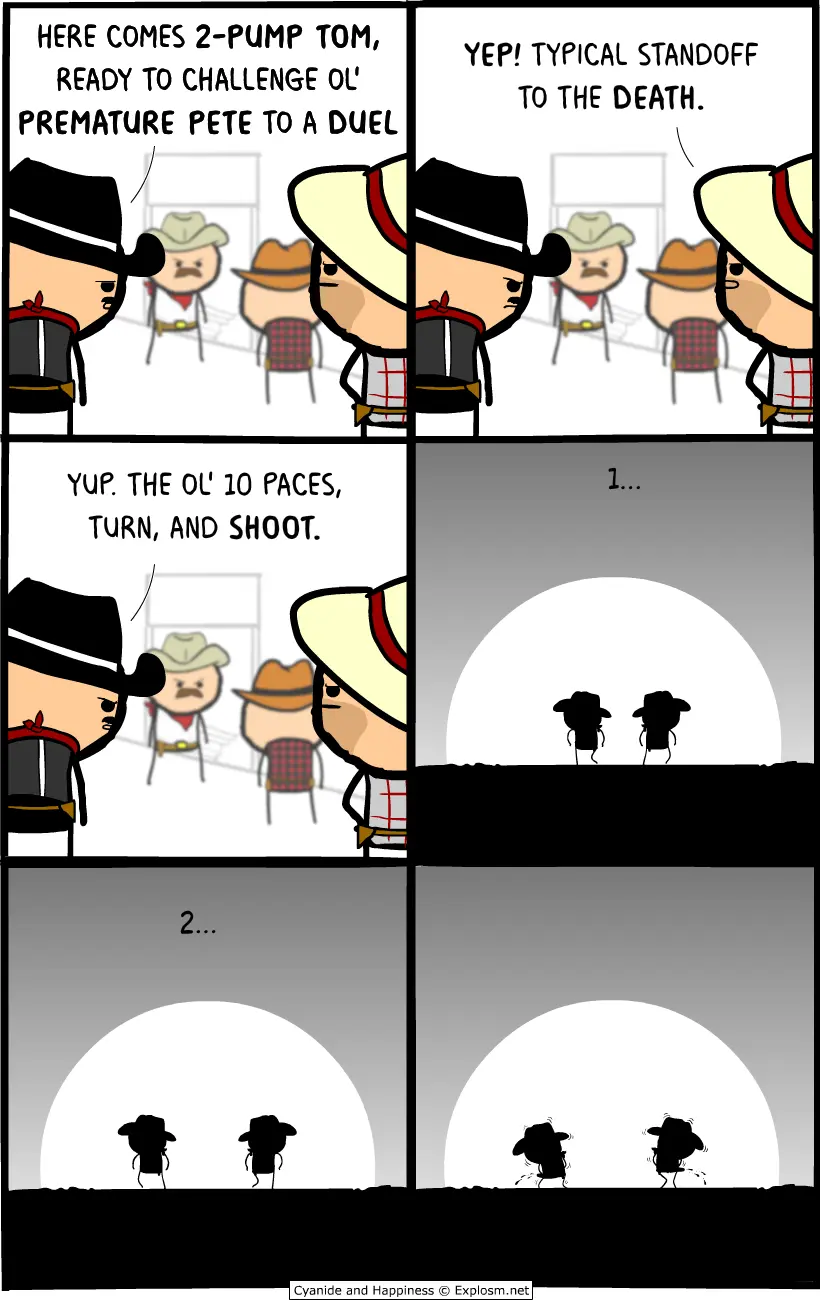 HERE COMES 2-PUMP TOM,
READY TO CHALLENGE OL'
PREMATURE PETE TO A DUEL
YEP! TYPICAL STANDOFF
TO THE DEATH.
YUP. THE OL' 10 PACES,
TURN, AND SHOOT.
1...
2...
Cyanide and Happiness © Explosm.net